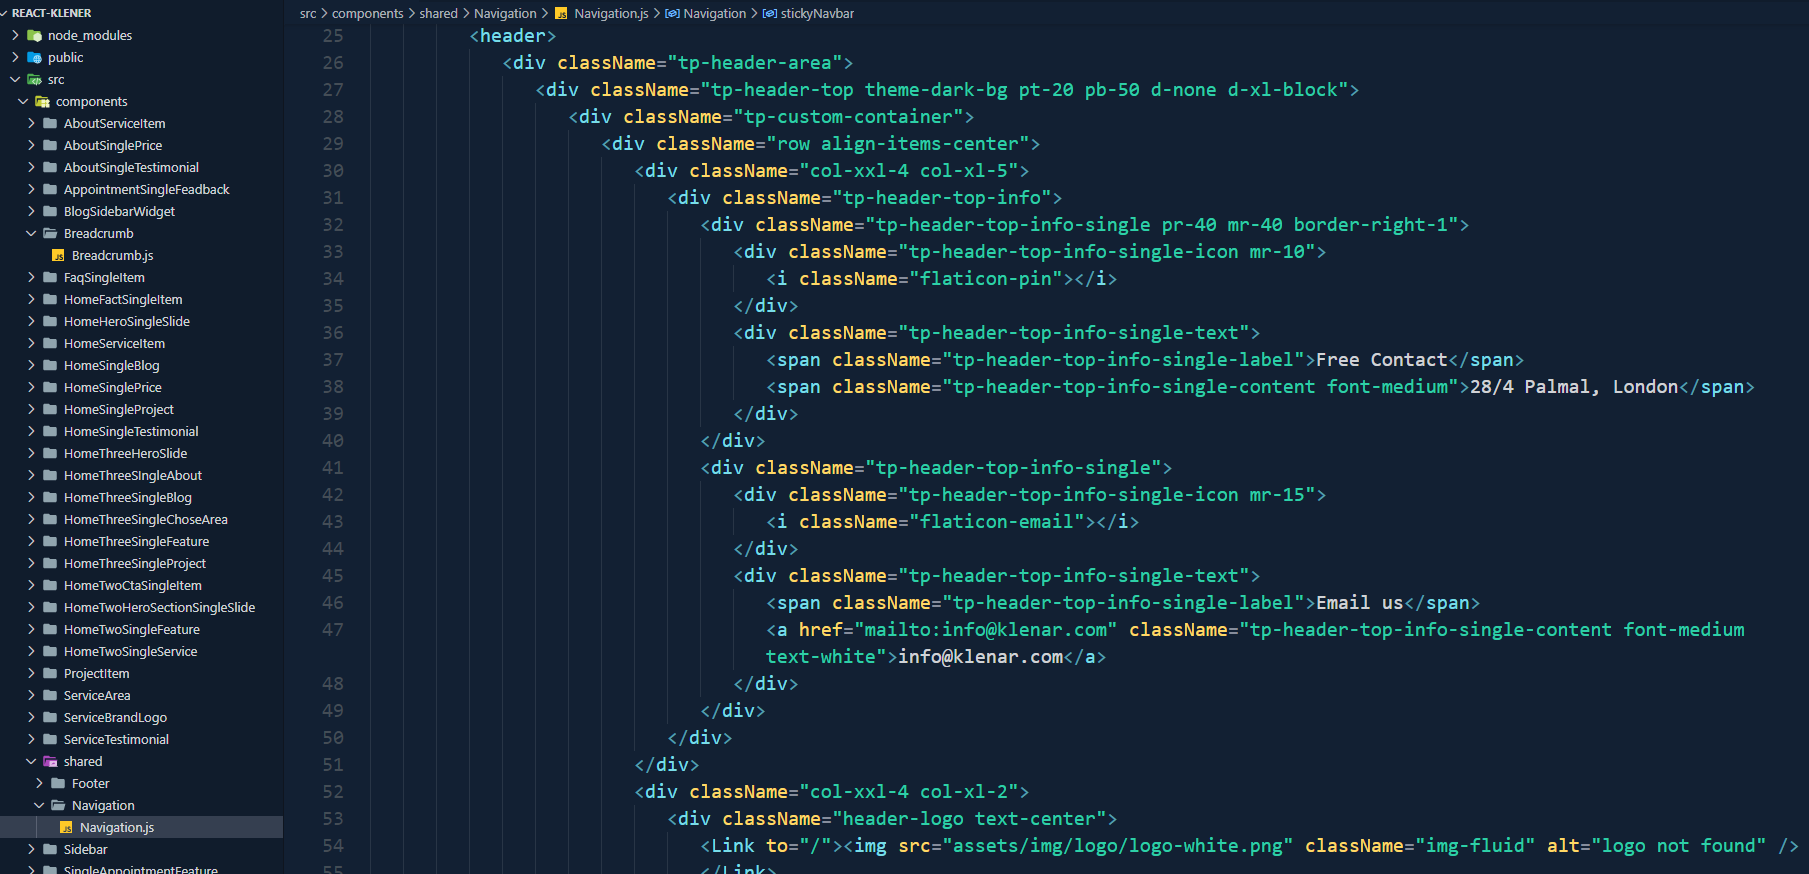 REACT-KLENER
node_modules
public
src
components
AboutServiceItem
AboutSinglePrice
AboutSingleTestimonial
AppointmentSingleFeadback
BlogSidebarWidget
Breadcrumb
Breadcrumb.js
FaqSingleItem
HomeFactSingleItem
HomeHeroSingleSlide
HomeServiceItem
HomeSingleBlog
HomeSinglePrice
HomeSingleProject
HomeSingleTestimonial
HomeThreeHeroSlide
HomeThreeSIngleAbout
HomeThreeSingleBlog
HomeThreeSingleChoseArea
HomeThreeSingleFeature
HomeThreeSingleProject
HomeTwoCtaSingleItem
HomeTwoHeroSectionSingleSlide
HomeTwoSingleFeature
HomeTwoSingleService
ProjectItem
ServiceArea
ServiceBrandLogo
ServiceTestimonial
shared
Footer
Navigation
Navigation.js
Sidebar
SingleAppointmentFeature
src > components > shared > Navigation > JS Navigation.js > Navigation > stickyNavbar
25 <header>
26 <div className="tp-header-area">
27 <div className="tp-header-top theme-dark-bg pt-20 pb-50 d-none d-xl-block">
28 <div className="tp-custom-container">
29 <div className="row align-items-center">
30 <div className="col-xxl-4 col-xl-5">
31 <div className="tp-header-top-info">
32 <div className="tp-header-top-info-single pr-40 mr-40 border-right-1">
33 <div className="tp-header-top-info-single-icon mr-10">
34 <i className="flaticon-pin"></i>
35 </div>
36 <div className="tp-header-top-info-single-text">
37 <span className="tp-header-top-info-single-label">Free Contact</span>
38 <span className="tp-header-top-info-single-content font-medium">28/4 Palmal, London</span>
39 </div>
40 </div>
41 <div className="tp-header-top-info-single">
42 <div className="tp-header-top-info-single-icon mr-15">
43 <i className="flaticon-email"></i>
44 </div>
45 <div className="tp-header-top-info-single-text">
46 <span className="tp-header-top-info-single-label">Email us</span>
47 <a href="mailto:info@klenar.com" className="tp-header-top-info-single-content font-medium
text-white">info@klenar.com</a>
48 </div>
49 </div>
50 </div>
51 </div>
52 <div className="col-xxl-4 col-xl-2">
53 <div className="header-logo text-center">
54 <Link to="/"><img src="assets/img/logo/logo-white.png" className="img-fluid" alt="logo not found" />
55 </Link>